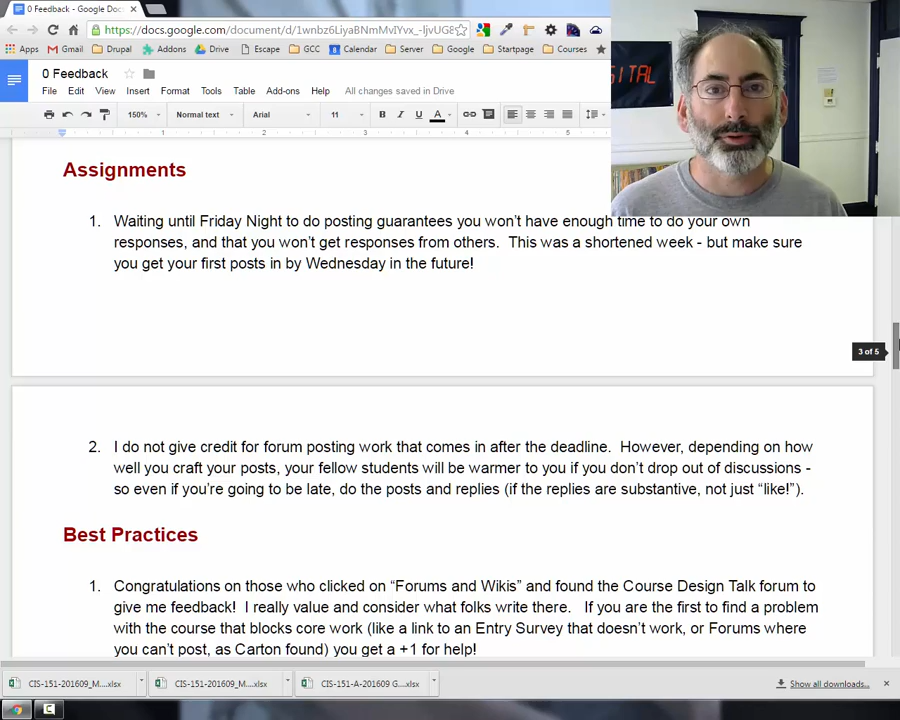 0 Feedback - Google Doc
https://docs.google.com/document/d/1wnbz6LiyaBNmMvIYvx_-ljvUGE
Apps Gmail Drupal Addons Drive Escape GCC Calendar Server Google Startpage Courses
0 Feedback
File Edit View Insert Format Tools Table Add-ons Help All changes saved in Drive
150% Normal text Arial 11 B I U A
1 2 3 4 5
GITAL
Assignments
1. Waiting until Friday Night to do posting guarantees you won't have enough time to do your own
responses, and that you won't get responses from others. This was a shortened week - but make sure
you get your first posts in by Wednesday in the future!
3 of 5
2. I do not give credit for forum posting work that comes in after the deadline. However, depending on how
well you craft your posts, your fellow students will be warmer to you if you don't drop out of discussions -
so even if you're going to be late, do the posts and replies (if the replies are substantive, not just “like!”).
Best Practices
1. Congratulations on those who clicked on “Forums and Wikis” and found the Course Design Talk forum to
give me feedback! I really value and consider what folks write there. If you are the first to find a problem
with the course that blocks core work (like a link to an Entry Survey that doesn't work, or Forums where
you can't post, as Carton found) you get a +1 for help!
CIS-151-201609_M....xlsx CIS-151-201609_M....xlsx CIS-151-A-201609 G....xlsx Show all downloads...